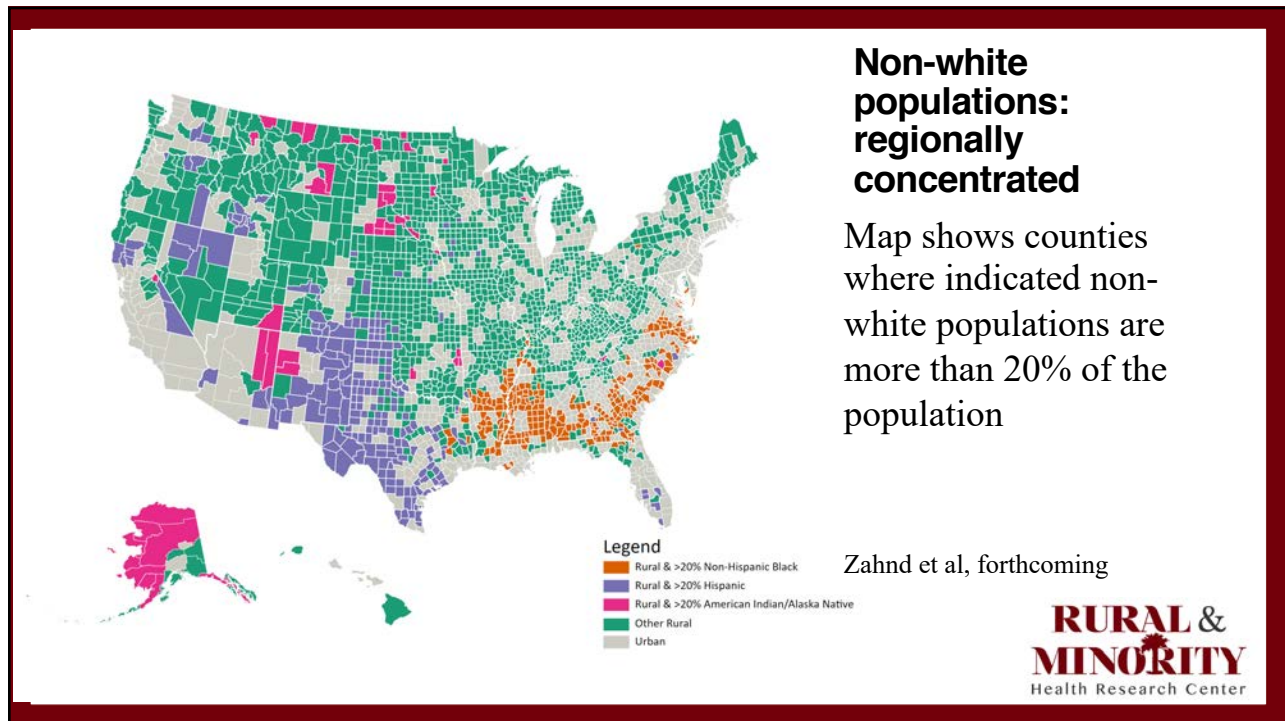 Non-white
populations:
regionally
concentrated
Map shows counties
where indicated non-
white populations are
more than 20% of the
population
Legend
Rural & >20% Non-Hispanic Black
Rural & >20% Hispanic
Rural & >20% American Indian/Alaska Native
Other Rural
Urban
Zahnd et al, forthcoming
RURAL &
MINORITY
Health Research Center